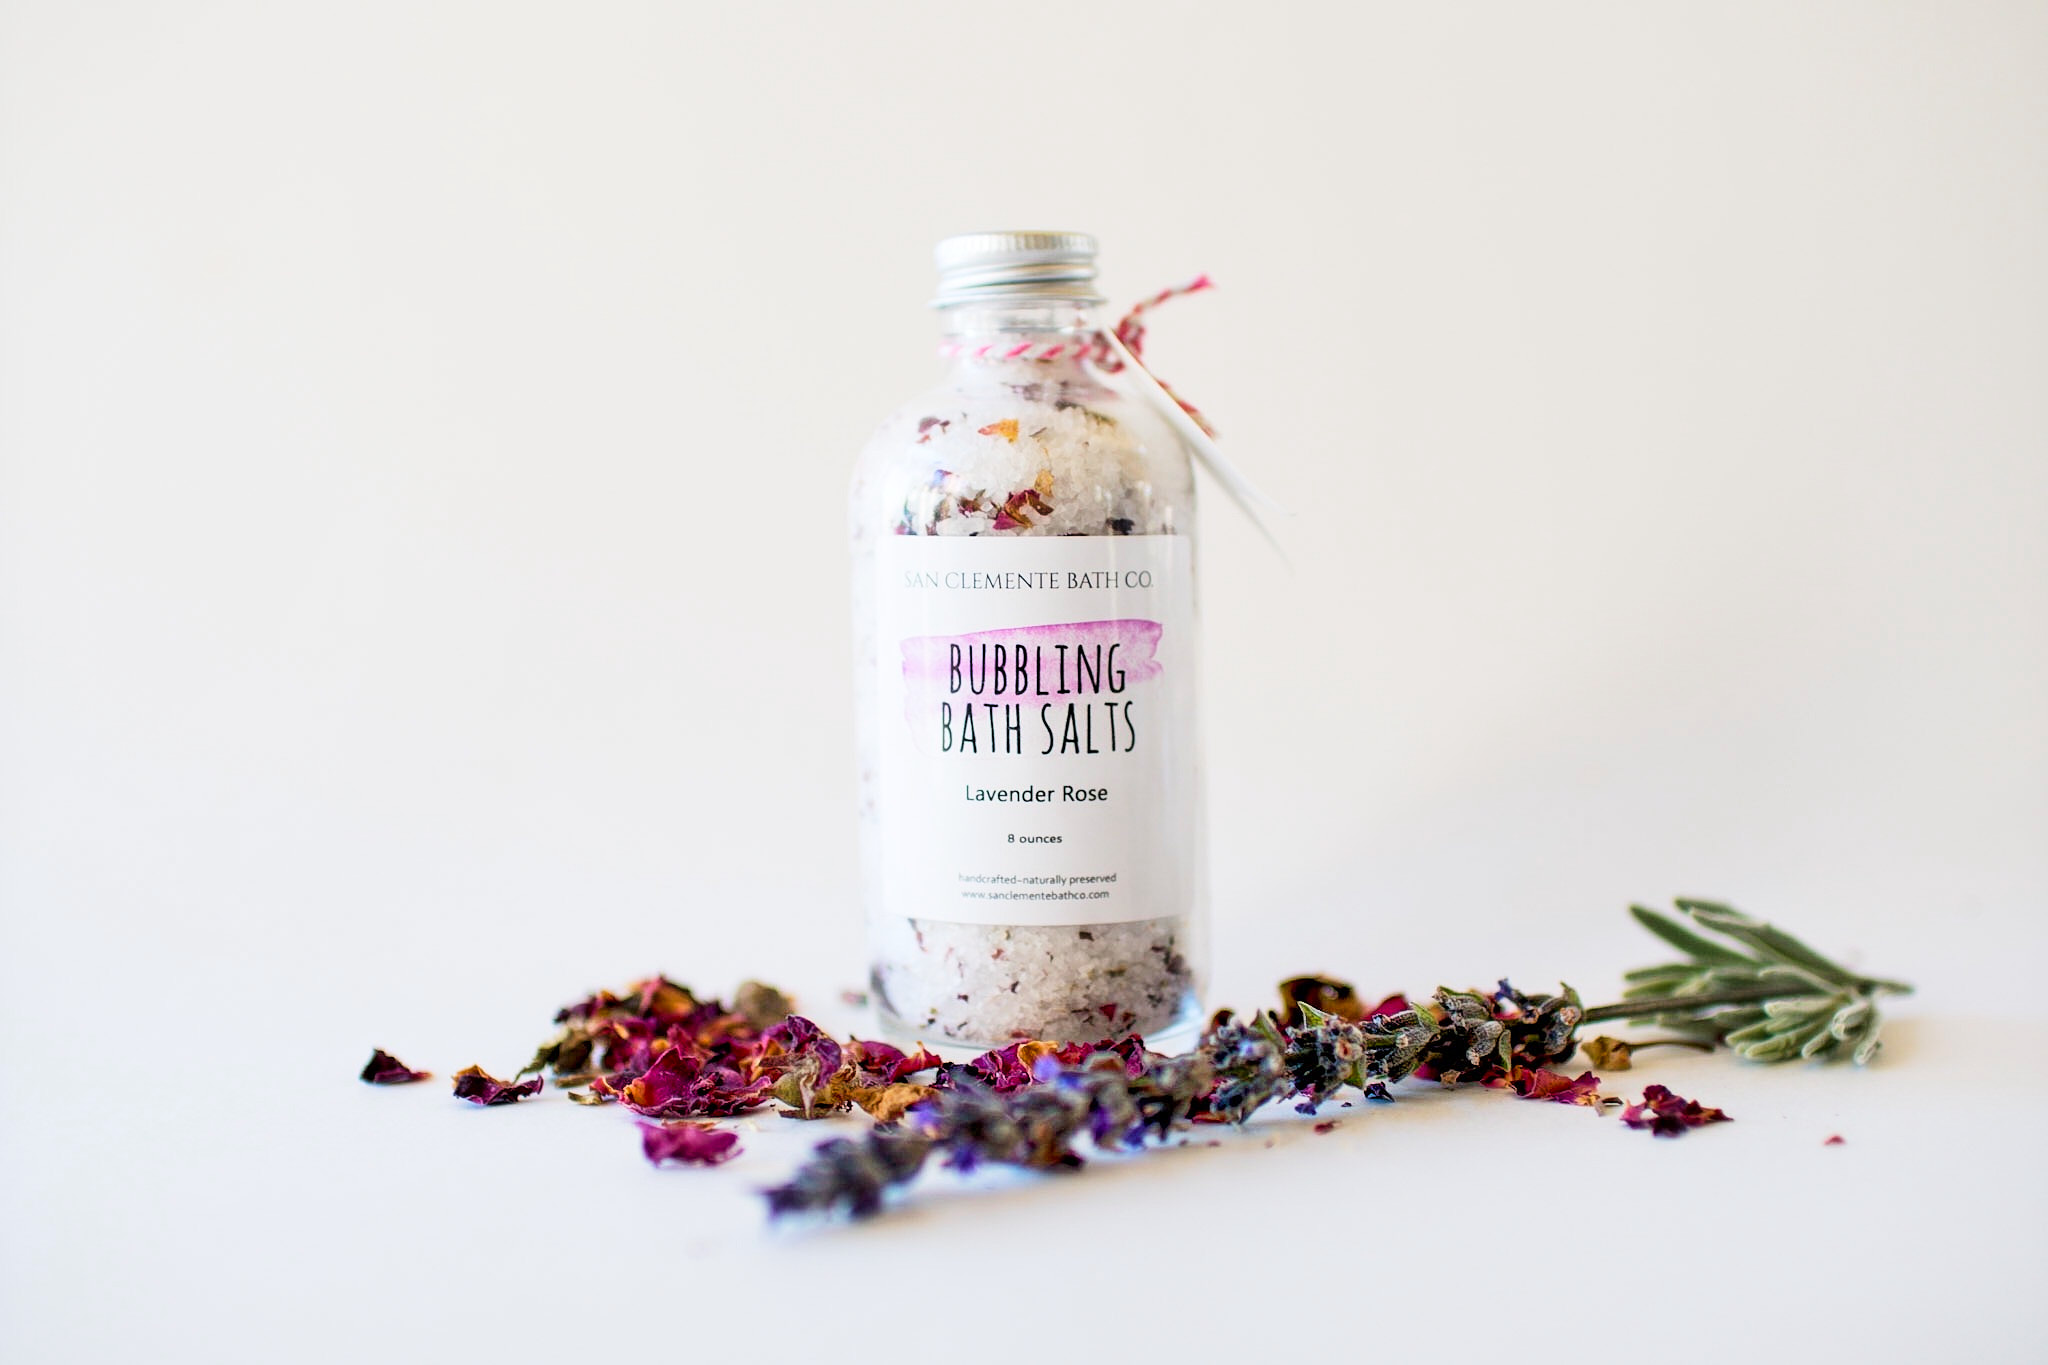 SAN CLEMENTE BATH CO.
BUBBLING
BATH SALTS
Lavender Rose
8 ounces
handcrafted~naturally preserved
www.sanclementebathco.com